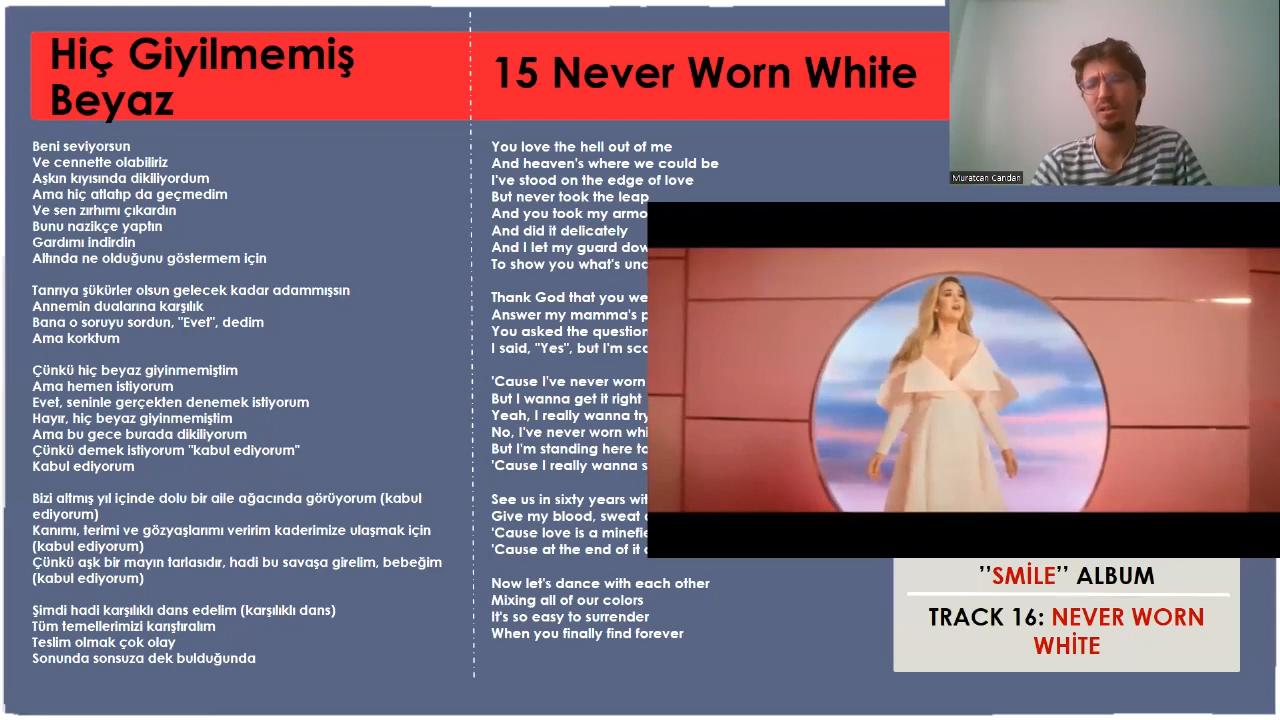 Hiç Giyilmemiş
Beyaz
Beni seviyorsun
Ve cennette olabiliriz
Aşkın kıyısında dikiliyordum
Ama hiç atlatıp da geçmedim
Ve sen zırhımı çıkardın
Bunu nazikçe yaptın
Gardımı indirdin
Altında ne olduğunu göstermem için
Tanrıya şükürler olsun gelecek kadar adammışsın
Annemin dualarına karşılık
Bana o soruyu sordun, "Evet", dedim
Ama korktum
Çünkü hiç beyaz giyinmemiştim
Ama hemen istiyorum
Evet, seninle gerçekten denemek istiyorum
Hayır, hiç beyaz giyinmemiştim
Ama bu gece burada dikiliyorum
Çünkü demek istiyorum "kabul ediyorum"
Kabul ediyorum
Bizi altmış yıl içinde dolu bir aile ağacında görüyorum (kabul
ediyorum)
Kanımı, terimi ve gözyaşlarımı veririm kaderimize ulaşmak için
(kabul ediyorum)
Çünkü aşk bir mayın tarlasıdır, hadi bu savaşa girelim, bebeğim
(kabul ediyorum)
Şimdi hadi karşılıklı dans edelim (karşılıklı dans)
Tüm temellerimizi karıştıralım
Teslim olmak çok olay
Sonunda sonsuza dek bulduğunda
15 Never Worn White
You love the hell out of me
And heaven's where we could be
I've stood on the edge of love
But never took the leap
And you took my armo
And did it delicately
And I let my guard dow
To show you what's
Thank God that you we
Answer my mamma's
You asked the question
I said, "Yes", but I'm
'Cause I've never worn
But I wanna get it right
Yeah, I really wanna try
No, I've never worn
But I'm standing here
'Cause I really wanna
See us in sixty years
Give my blood, sweat
'Cause love is a
'Cause at the end of it
Now let's dance with each other
Mixing all of our colors
It's so easy to surrender
When you finally find forever
Muratcan Candan
’’SMİLE’’ ALBUM
TRACK 16: NEVER WORN
WHİTE